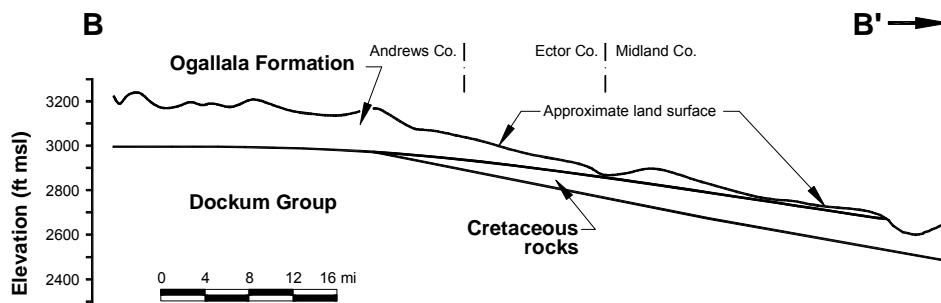 B B'
Andrews Co. Ector Co. Midland Co.
Ogallala Formation
3200
Approximate land surface
3000
2800
Dockum Group
Cretaceous
rocks
2600
2400
0 4 8 12 16 mi
Elevation (ft msl)